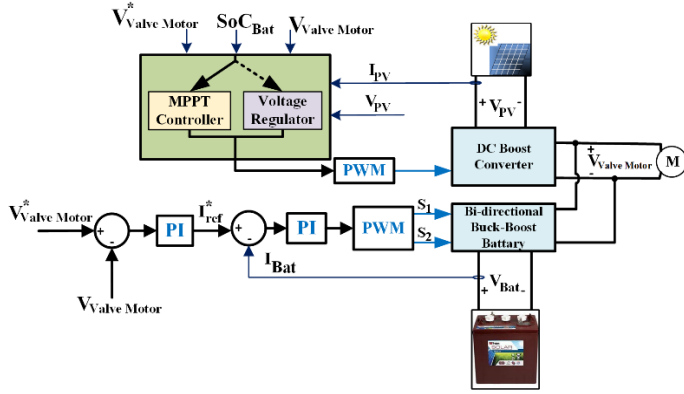 V*Valve Motor
SoCBat
VValve Motor
MPPT
Controller
Voltage
Regulator
IPV
VPV
+ VPV -
PWM
DC Boost
Converter
+
VValve Motor
-
M
V*Valve Motor
+
-
VValve Motor
PI
I*ref
+
-
IBat
PI
PWM
S1
S2
Bi-directional
Buck-Boost
Battary
+ VBat -
SOLAR